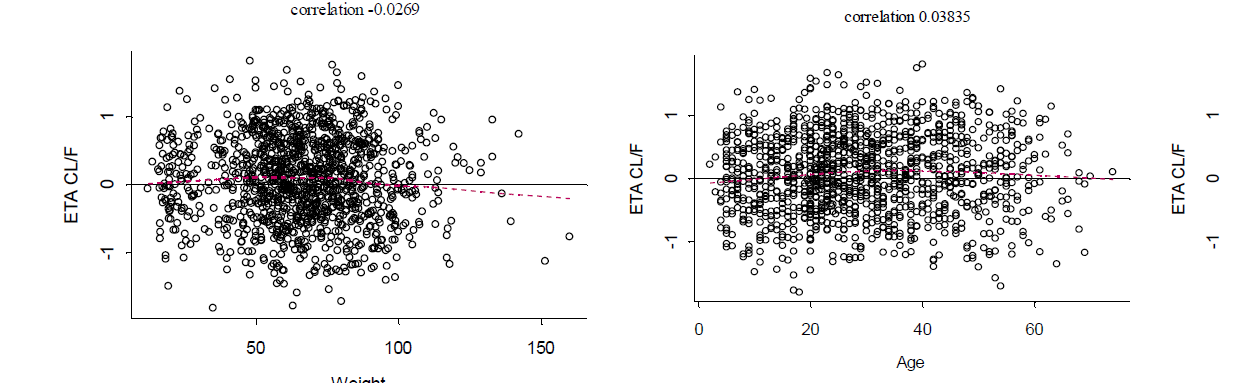 correlation -0.0269
correlation 0.03835
ETA CL/F
1
0
-1
50
100
150
Weight
ETA CL/F
1
0
-1
0
20
40
60
Age
ETA CL/F
1
0
-1